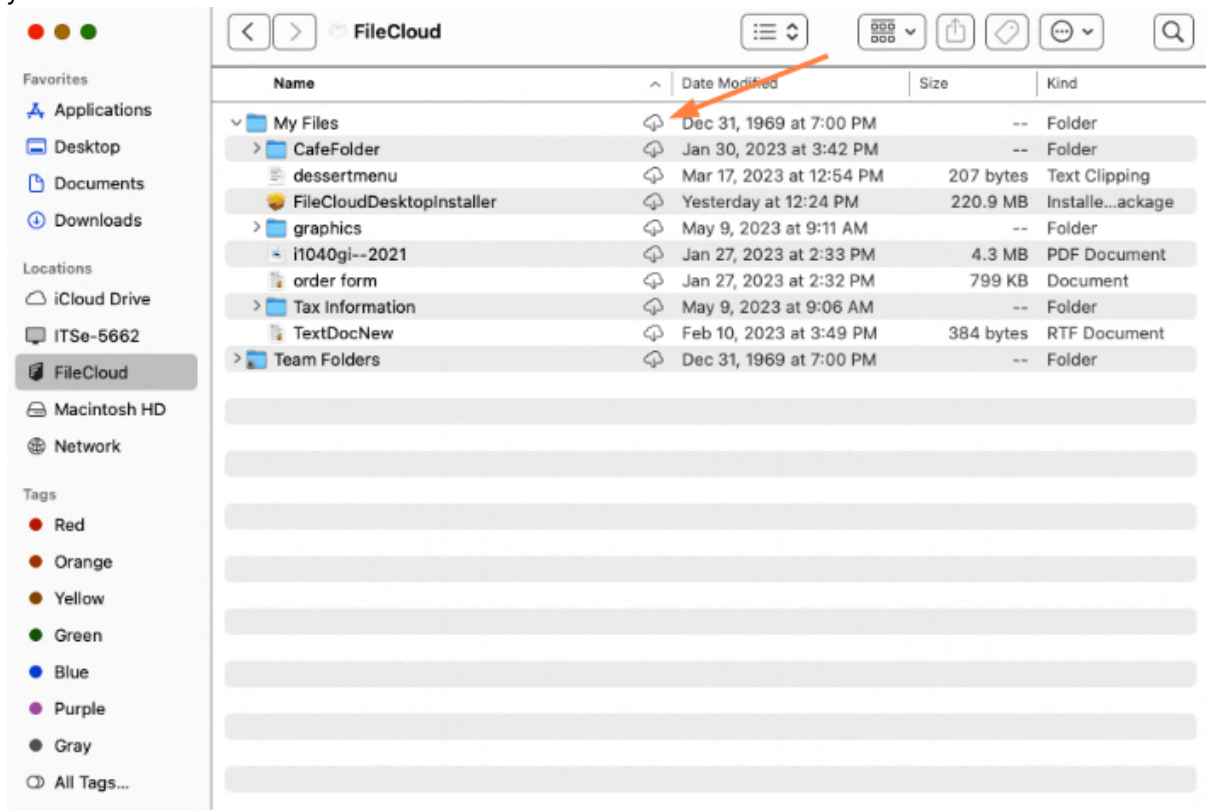 y
FileCloud
Favorites
Applications
Desktop
Documents
Downloads
Locations
iCloud Drive
ITSe-5662
FileCloud
Macintosh HD
Network
Tags
Red
Orange
Yellow
Green
Blue
Purple
Gray
All Tags...
Name Date Modified Size Kind
My Files Dec 31, 1969 at 7:00 PM -- Folder
CafeFolder Jan 30, 2023 at 3:42 PM -- Folder
dessertmenu Mar 17, 2023 at 12:54 PM 207 bytes Text Clipping
FileCloudDesktopInstaller Yesterday at 12:24 PM 220.9 MB Installe...ackage
graphics May 9, 2023 at 9:11 AM -- Folder
i1040gi--2021 Jan 27, 2023 at 2:33 PM 4.3 MB PDF Document
order form Jan 27, 2023 at 2:32 PM 799 KB Document
Tax Information May 9, 2023 at 9:06 AM -- Folder
TextDocNew Feb 10, 2023 at 3:49 PM 384 bytes RTF Document
Team Folders Dec 31, 1969 at 7:00 PM -- Folder